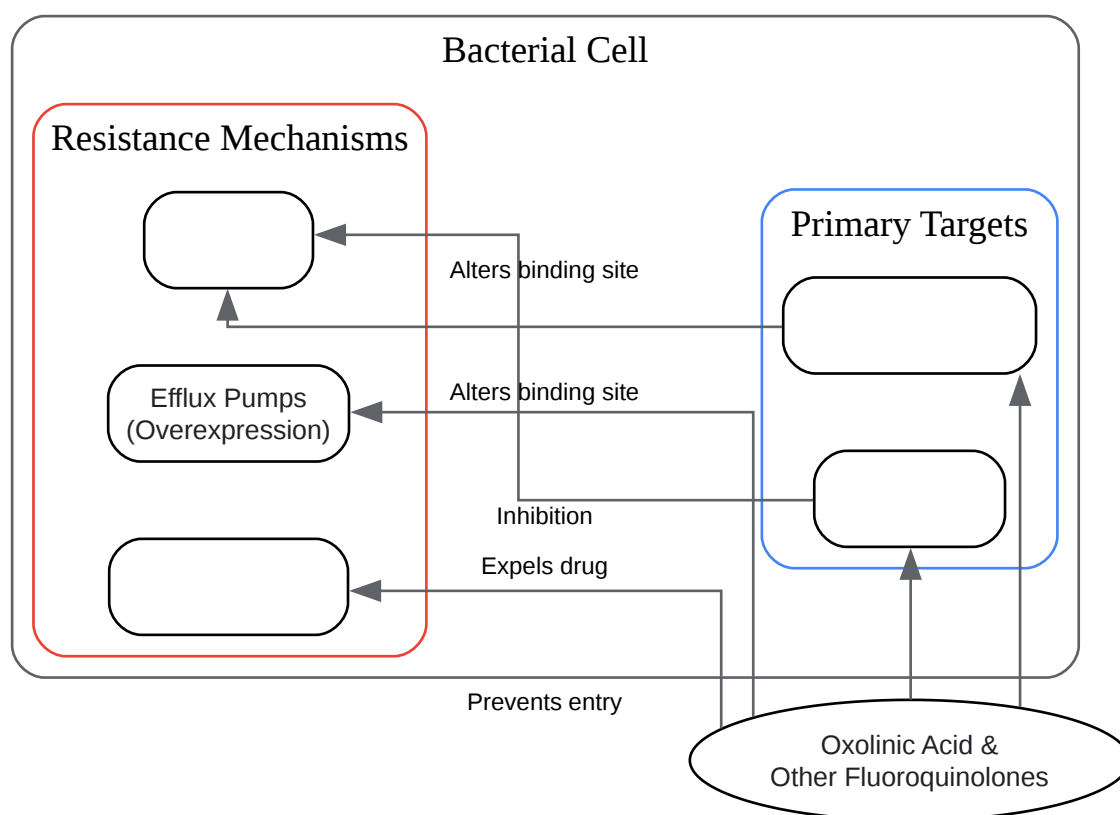 Bacterial Cell
Resistance Mechanisms
Primary Targets
Alters binding site
Efflux Pumps
(Overexpression)
Alters binding site
Inhibition
Expels drug
Prevents entry
Oxolinic Acid &
Other Fluoroquinolones